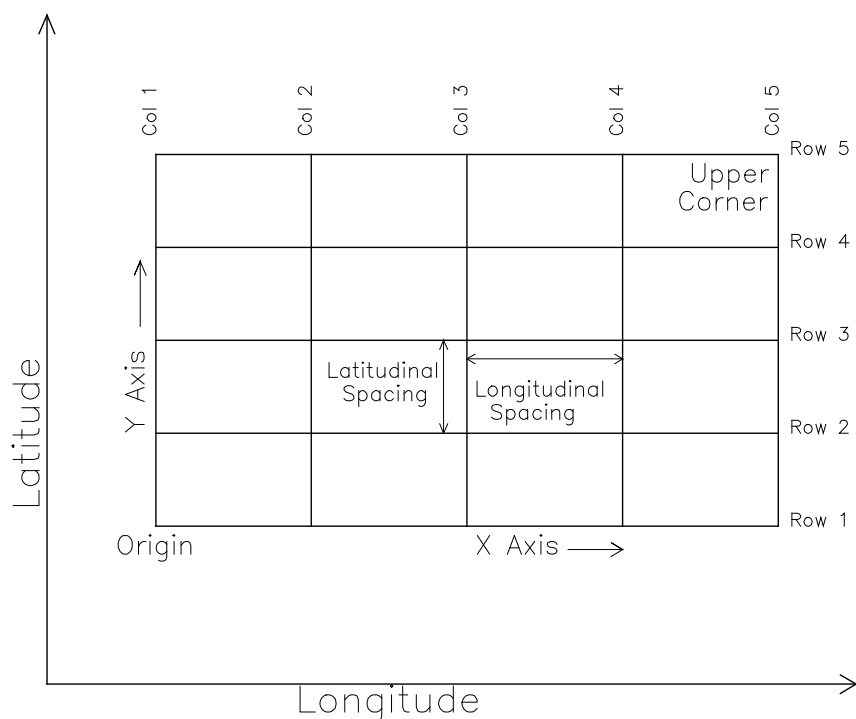 Col 1
Col 2
Col 3
Col 4
Col 5
Row 5
Upper
Corner
Row 4
Row 3
Latitudinal
Spacing
Longitudinal
Spacing
Y Axis
Latitude
Row 2
Row 1
Origin
X Axis
Longitude